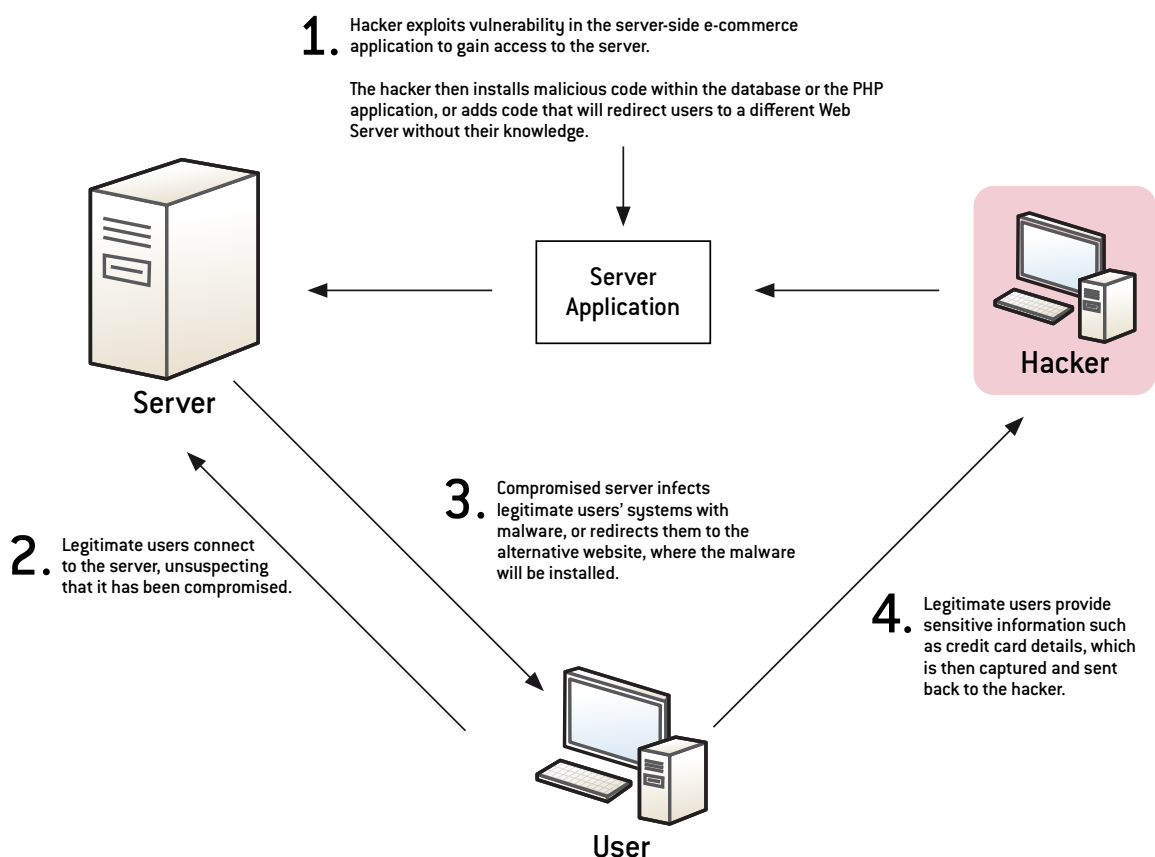 1.
Hacker exploits vulnerability in the server-side e-commerce
application to gain access to the server.
The hacker then installs malicious code within the database or the PHP
application, or adds code that will redirect users to a different Web
Server without their knowledge.
Server
Application
Hacker
Server
3.
Compromised server infects
legitimate users' systems with
malware, or redirects them to the
alternative website, where the malware
will be installed.
2.
Legitimate users connect
to the server, unsuspecting
that it has been compromised.
4.
Legitimate users provide
sensitive information such
as credit card details, which
is then captured and sent
back to the hacker.
User